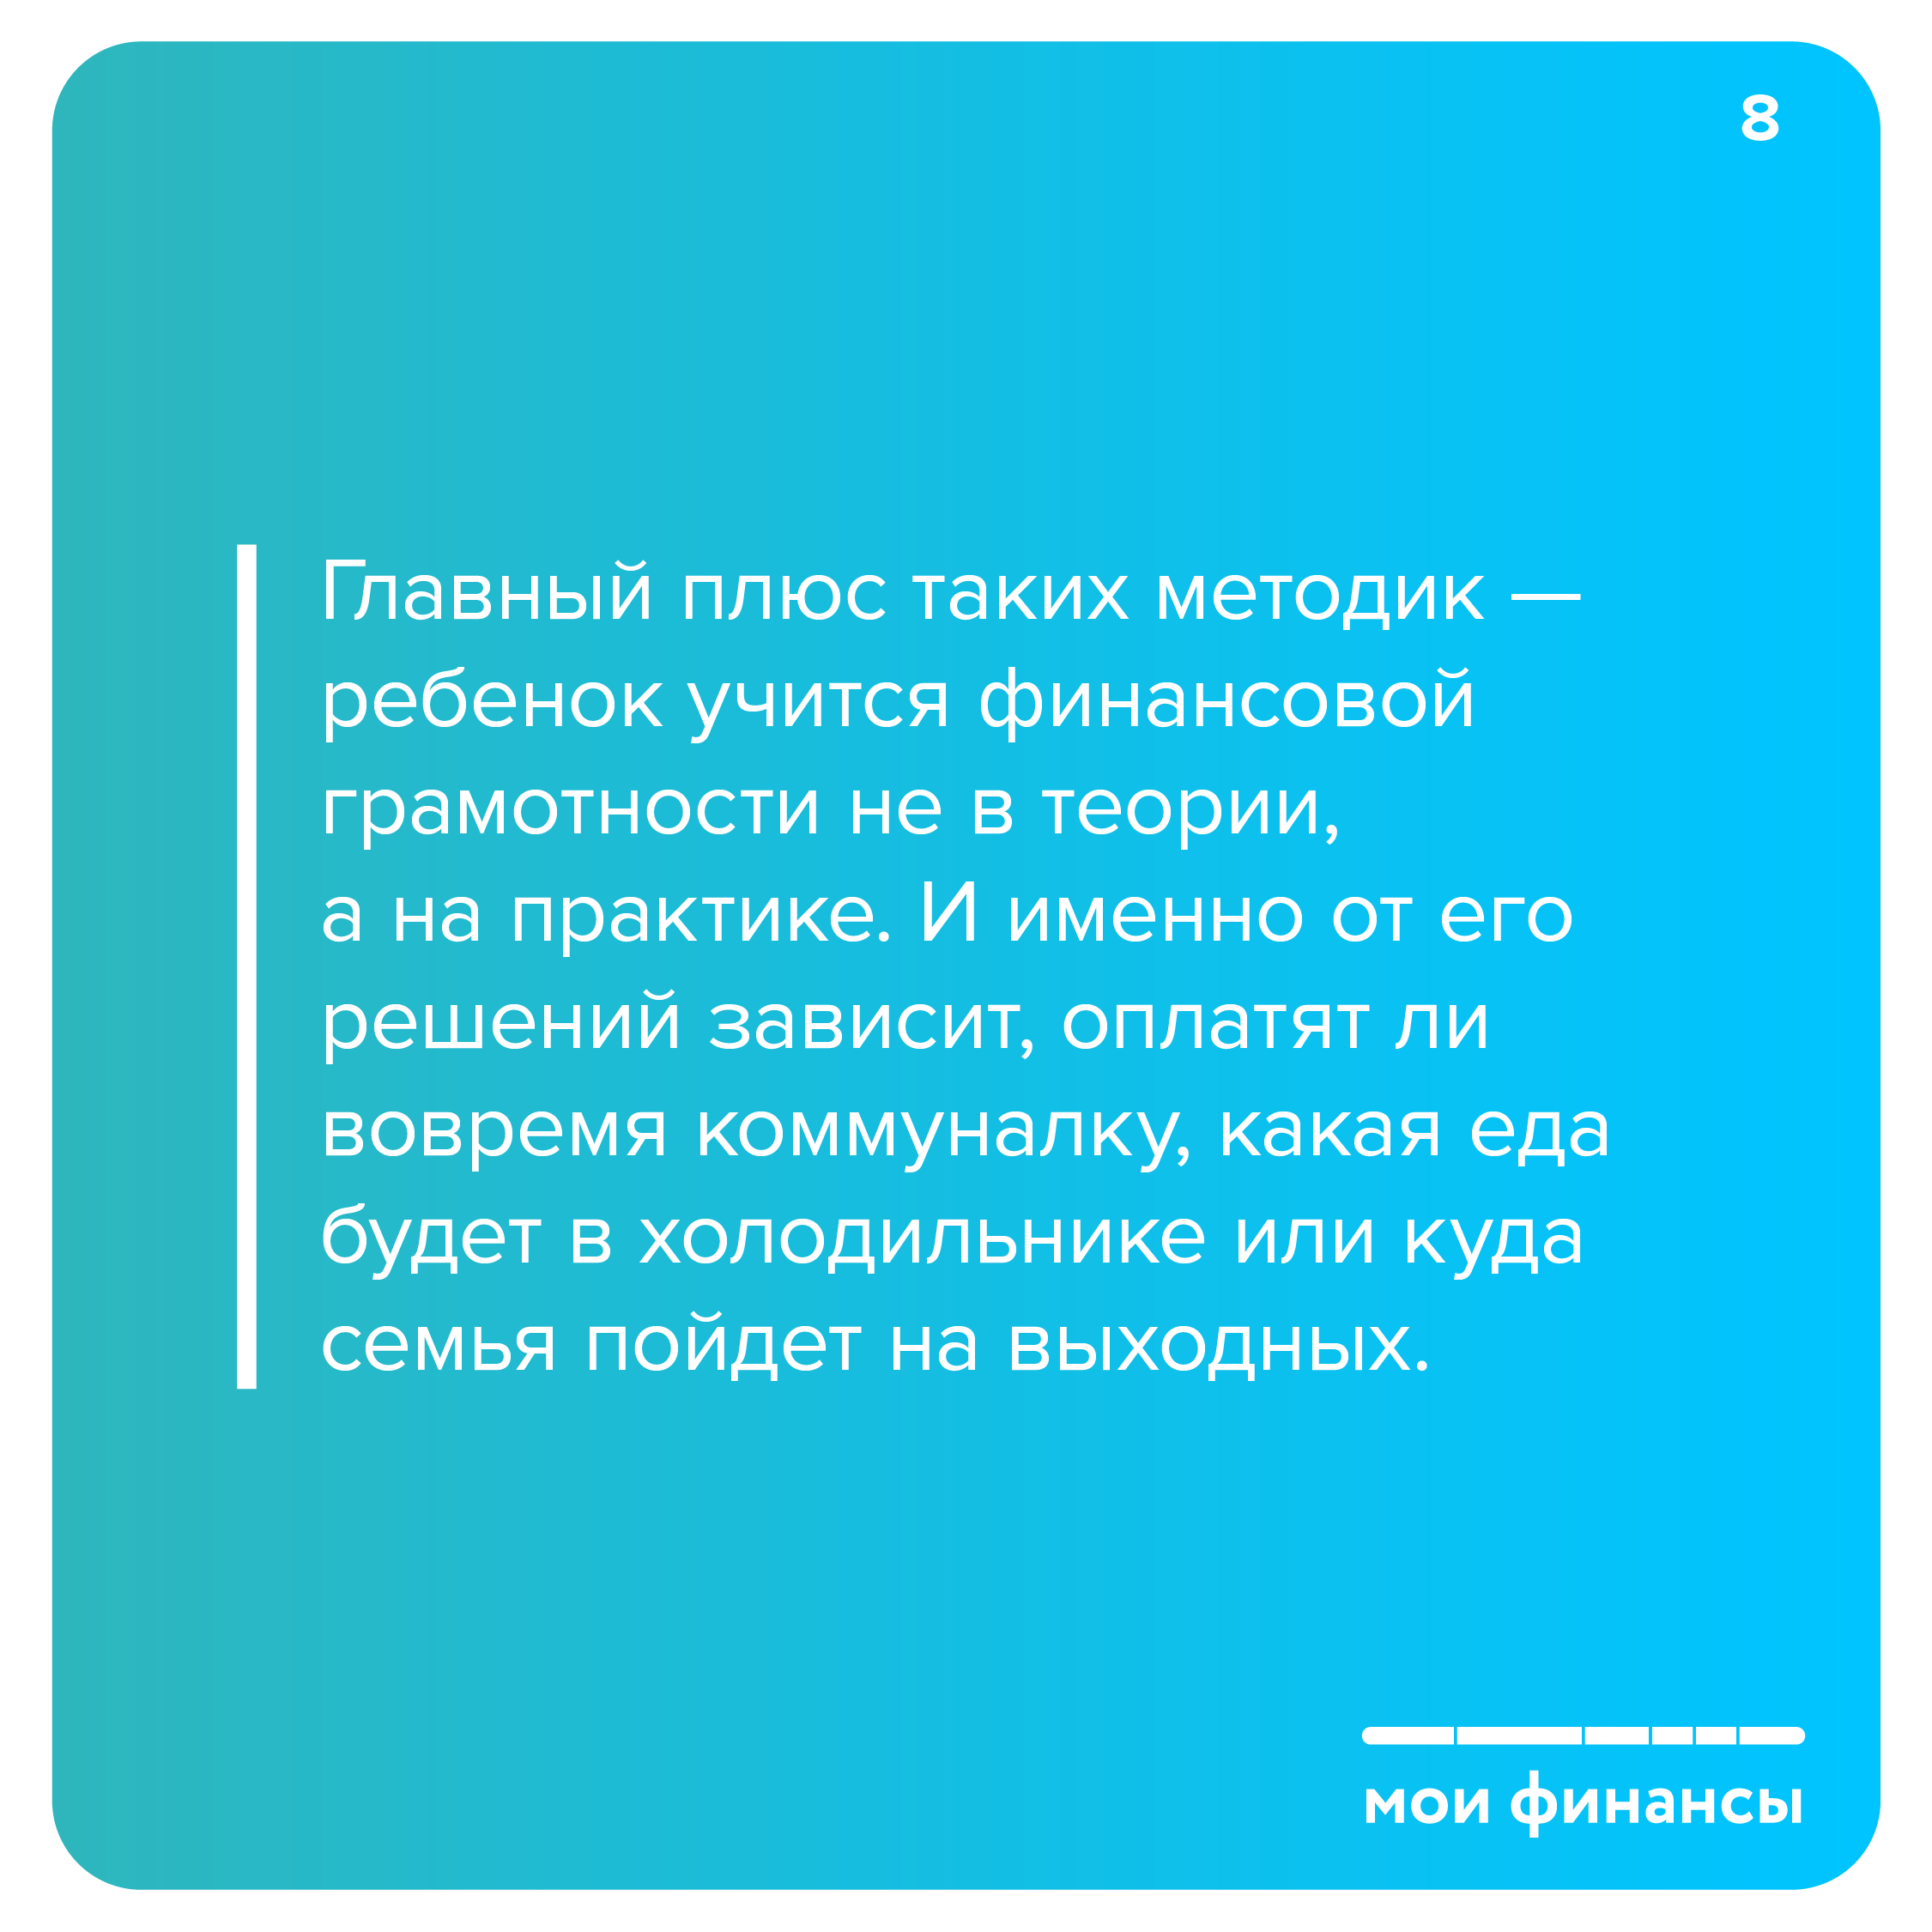 8
Главный плюс таких методик —
ребенок учится финансовой
грамотности не в теории,
а на практике. И именно от его
решений зависит, оплатят ли
вовремя коммуналку, какая еда
будет в холодильнике или куда
семья пойдет на выходных.
мои финансы